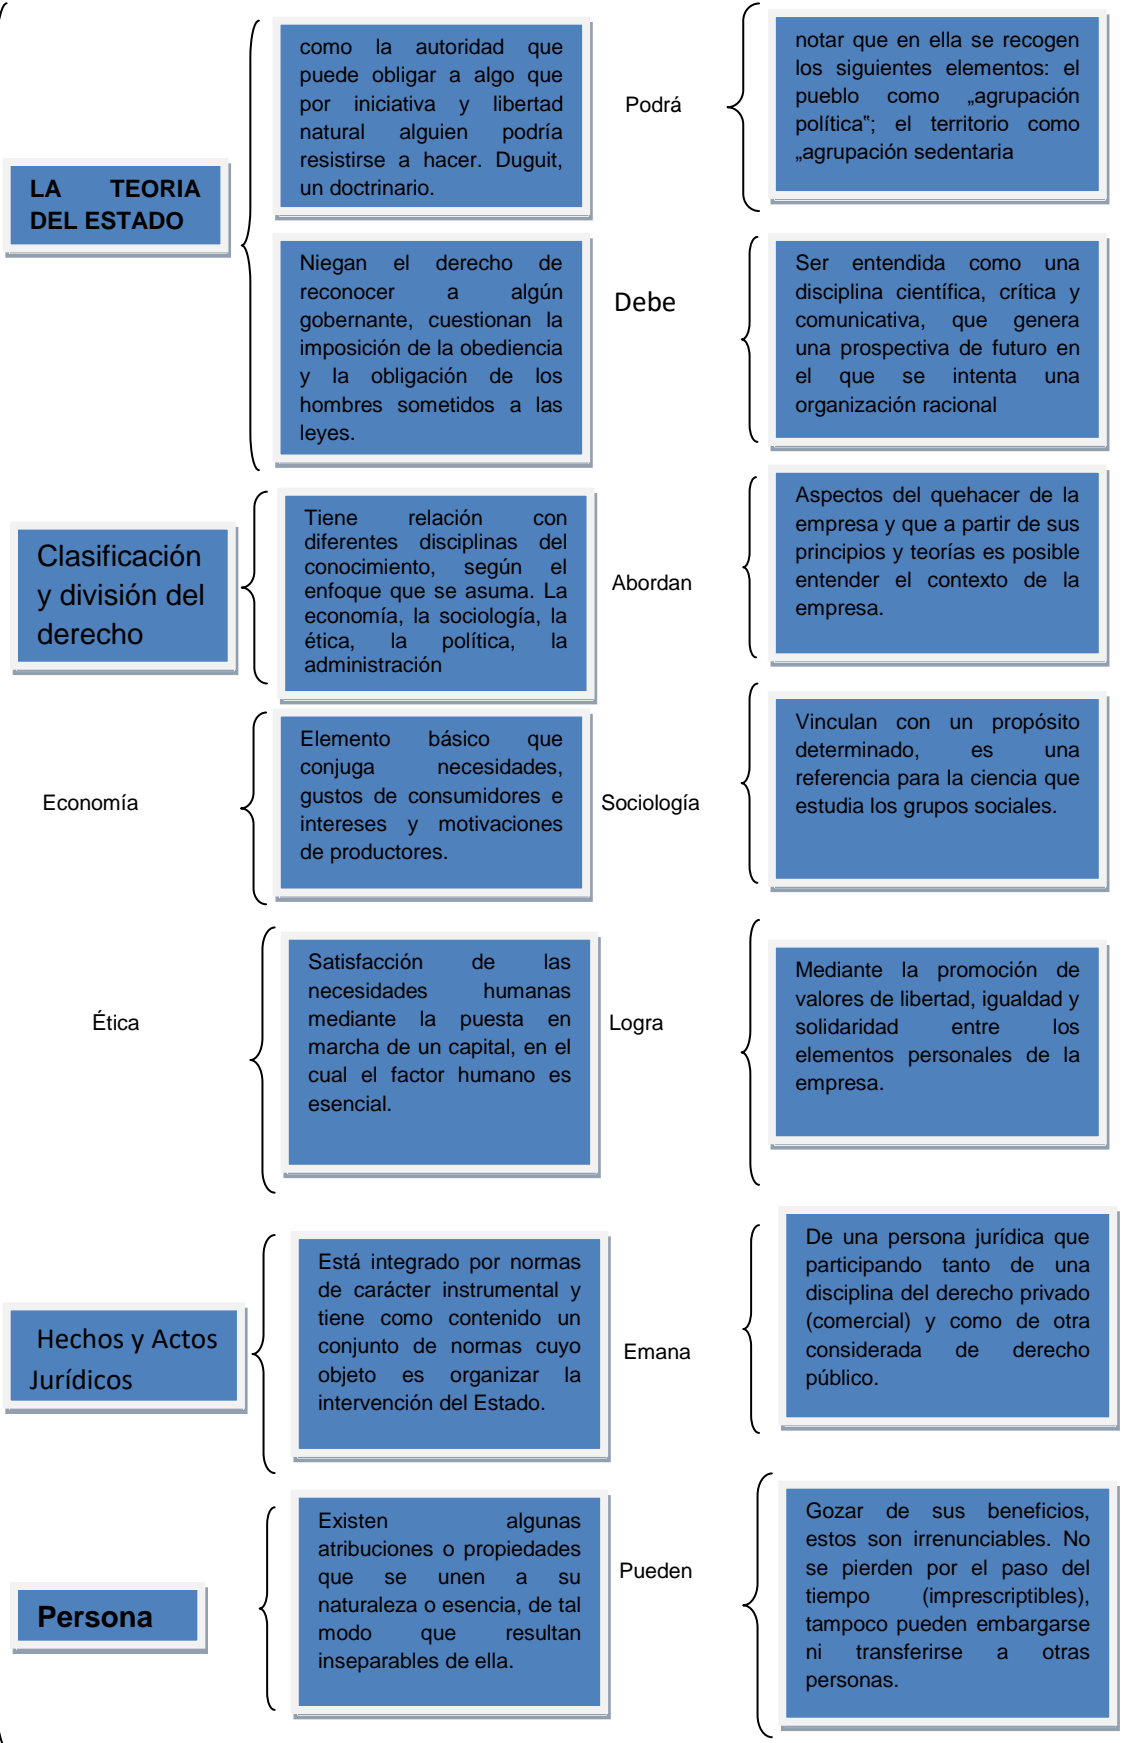 LA TEORIA
DEL ESTADO
como la autoridad que
puede obligar a algo que
por iniciativa y libertad
natural alguien podría
resistirse a hacer. Duguit,
un doctrinario.
Podrá
notar que en ella se recogen
los siguientes elementos: el
pueblo como „agrupación
política‟; el territorio como
„agrupación sedentaria
Niegan el derecho de
reconocer a algún
gobernante, cuestionan la
imposición de la obediencia
y la obligación de los
hombres sometidos a las
leyes.
Debe
Ser entendida como una
disciplina científica, crítica y
comunicativa, que genera
una prospectiva de futuro en
el que se intenta una
organización racional
Clasificación
y división del
derecho
Tiene relación con
diferentes disciplinas del
conocimiento, según el
enfoque que se asuma. La
economía, la sociología, la
ética, la política, la
administración
Abordan
Aspectos del quehacer de la
empresa y que a partir de sus
principios y teorías es posible
entender el contexto de la
empresa.
Economía
Elemento básico que
conjuga necesidades,
gustos de consumidores e
intereses y motivaciones
de productores.
Sociología
Vinculan con un propósito
determinado, es una
referencia para la ciencia que
estudia los grupos sociales.
Ética
Satisfacción de las
necesidades humanas
mediante la puesta en
marcha de un capital, en el
cual el factor humano es
esencial.
Logra
Mediante la promoción de
valores de libertad, igualdad y
solidaridad entre los
elementos personales de la
empresa.
Hechos y Actos
Jurídicos
Está integrado por normas
de carácter instrumental y
tiene como contenido un
conjunto de normas cuyo
objeto es organizar la
intervención del Estado.
Emana
De una persona jurídica que
participando tanto de una
disciplina del derecho privado
(comercial) y como de otra
considerada de derecho
público.
Persona
Existen algunas
atribuciones o propiedades
que se unen a su
naturaleza o esencia, de tal
modo que resultan
inseparables de ella.
Pueden
Gozar de sus beneficios,
estos son irrenunciables. No
se pierden por el paso del
tiempo (imprescriptibles),
tampoco pueden embargarse
ni transferirse a otras
personas.